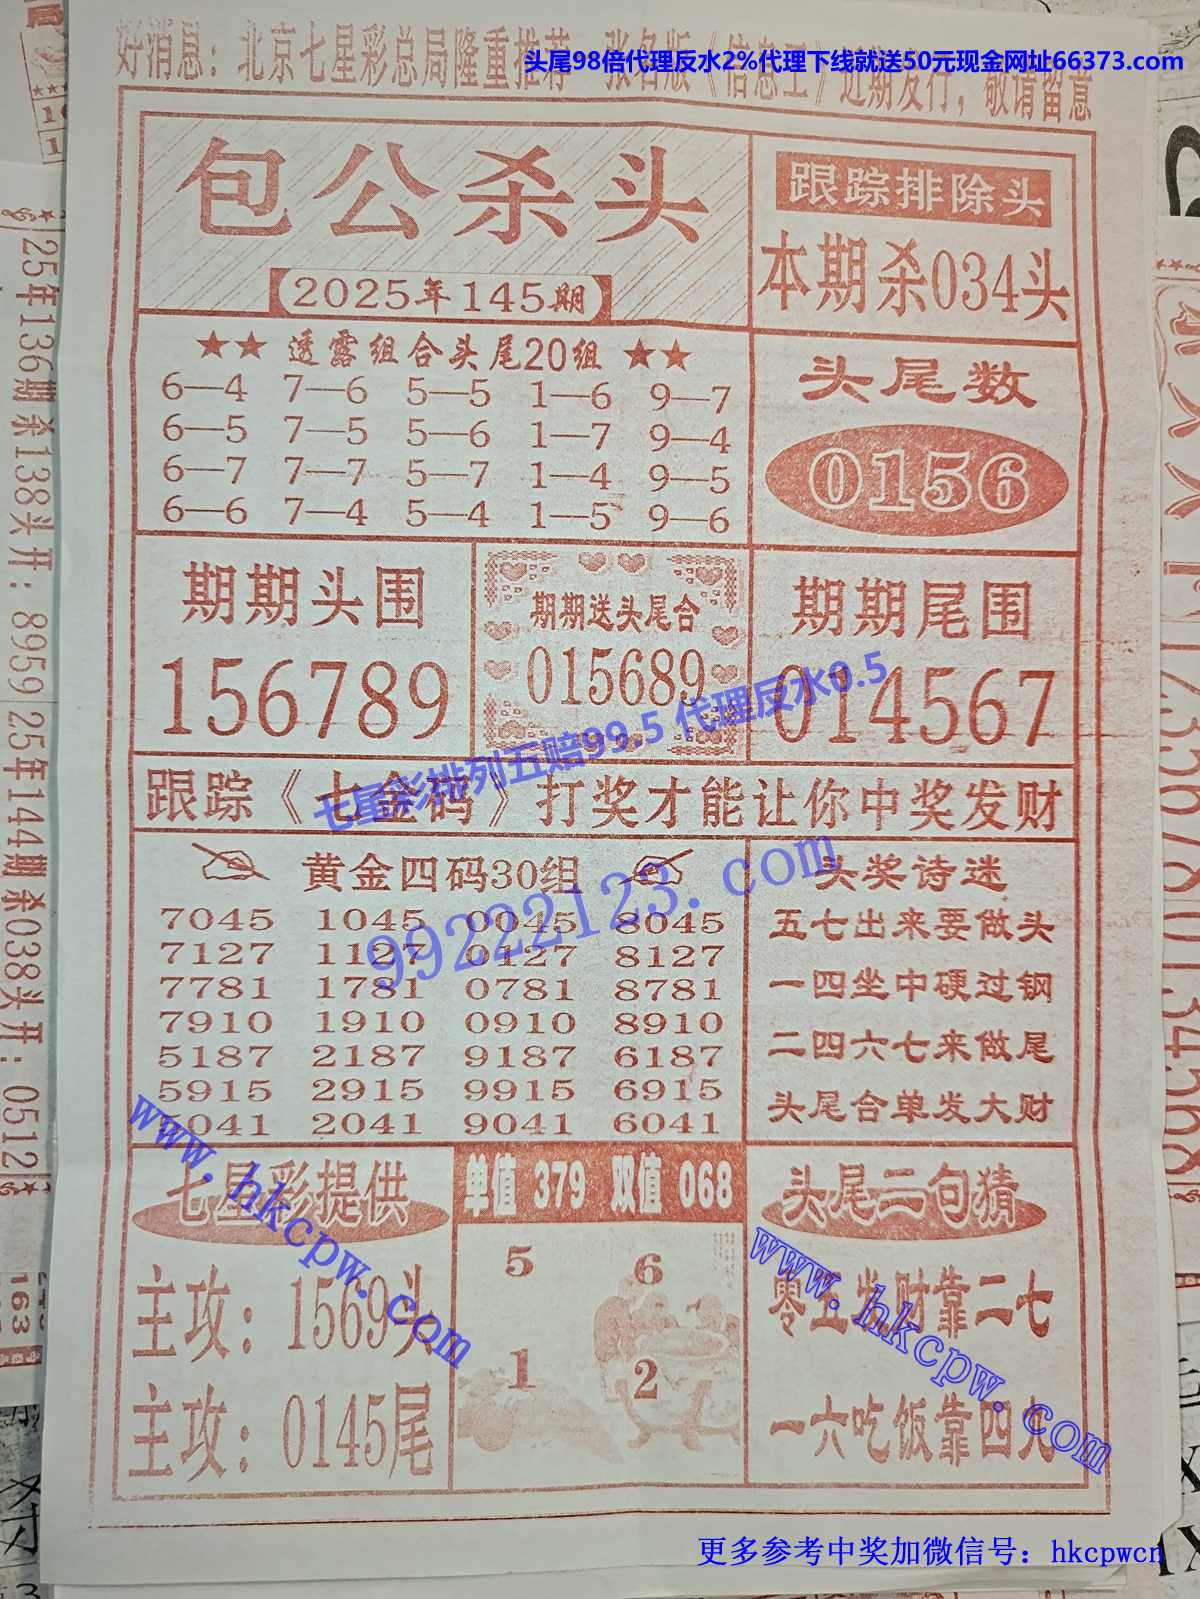 好消息：北京七星彩总局隆重推荐 张名版《信息工》近期发行，敬请留意
头尾98倍代理反水2%代理下线就送50元现金网址66373.com
包公杀头
2025年145期
跟踪排除头
本期杀034头
★★ 透露组合头尾20组 ★★
6—4 7—6 5—5 1—6 9—7
6—5 7—5 5—6 1—7 9—4
6—7 7—7 5—7 1—4 9—5
6—6 7—4 5—4 1—5 9—6
头尾数
0156
期期头围
156789
期期送头尾合
015689
期期尾围
014567
七星彩排列五赔99.5 代理反水0.5
跟踪《七金码》打奖才能让你中奖发财
黄金四码30组
7045 1045 0045 8045
7127 1127 0127 8127
7781 1781 0781 8781
7910 1910 0910 8910
5187 2187 9187 6187
5915 2915 9915 6915
5041 2041 9041 6041
99222123.com
头奖诗迷
五七出来要做头
一四坐中硬过钢
二四六七来做尾
头尾合单发大财
七星彩提供
主攻：1569头
主攻：0145尾
www.hkcpw.com
单值 379 双值 068
5 6
1 2
头尾二句猜
零五发财靠二七
一六吃饭靠四九
www.hkcpw.com
25年136期杀138头开：8959
25年144期杀038头开：0512
更多参考中奖加微信号：hkcpwcn